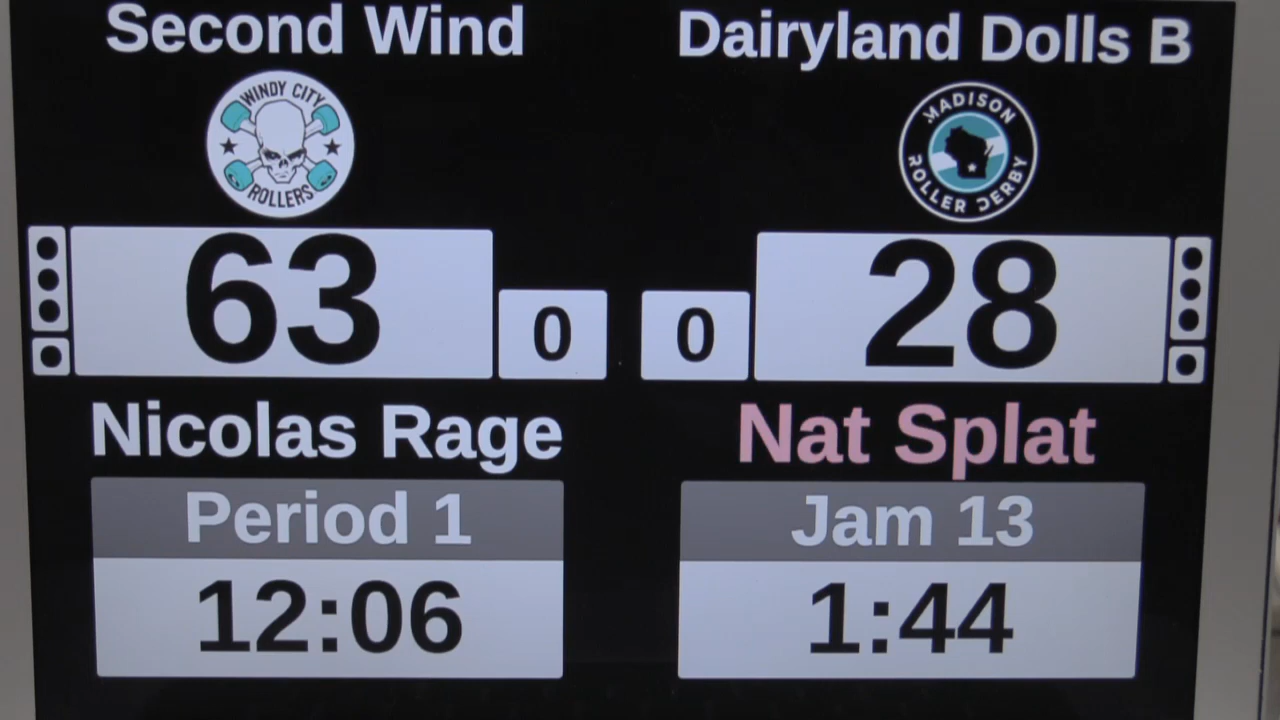 Second Wind
Dairyland Dolls B
WINDY CITY
ROLLERS
MADISON
ROLLER DERBY
63
0
0
28
Nicolas Rage
Nat Splat
Period 1
Jam 13
12:06
1:44